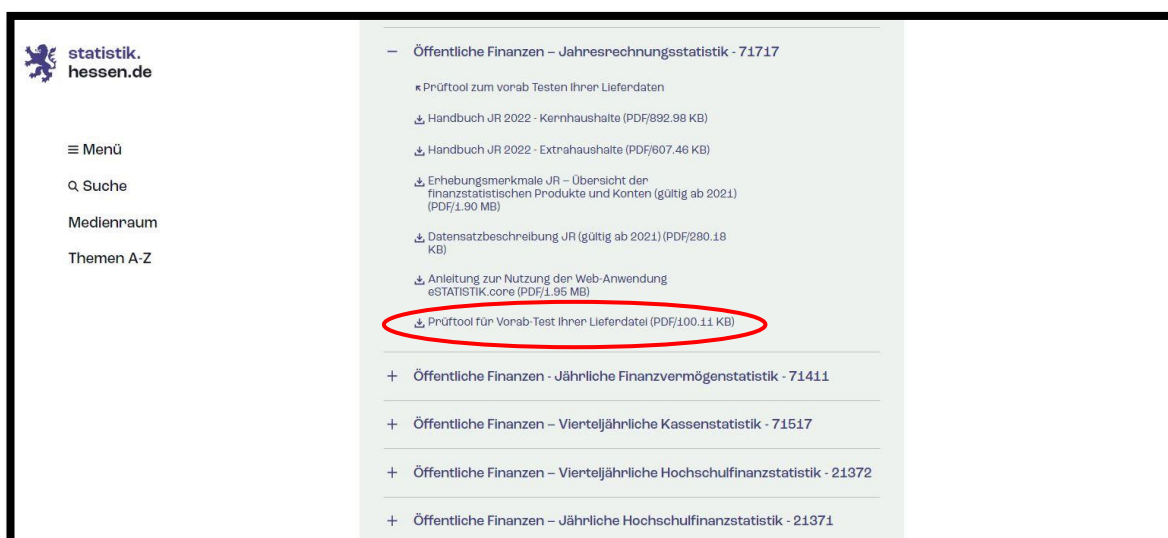 statistik.
hessen.de
Menü
Suche
Medienraum
Themen A-Z
Öffentliche Finanzen – Jahresrechnungsstatistik - 71717
Prüftool zum vorab Testen Ihrer Lieferdaten
Handbuch JR 2022 - Kernhaushalte (PDF/892.98 KB)
Handbuch JR 2022 - Extrahaushalte (PDF/607.46 KB)
Erhebungsmerkmale JR – Übersicht der
finanzstatistischen Produkte und Konten (gültig ab 2021)
(PDF/1.90 MB)
Datensatzbeschreibung JR (gültig ab 2021) (PDF/280.18
KB)
Anleitung zur Nutzung der Web-Anwendung
eSTATISTIK.core (PDF/1.95 MB)
Prüftool für Vorab-Test Ihrer Lieferdatei (PDF/100.11 KB)
Öffentliche Finanzen - Jährliche Finanzvermögenstatistik - 71411
Öffentliche Finanzen – Vierteljährliche Kassenstatistik - 71517
Öffentliche Finanzen – Vierteljährliche Hochschulfinanzstatistik - 21372
Öffentliche Finanzen – Jährliche Hochschulfinanzstatistik - 21371